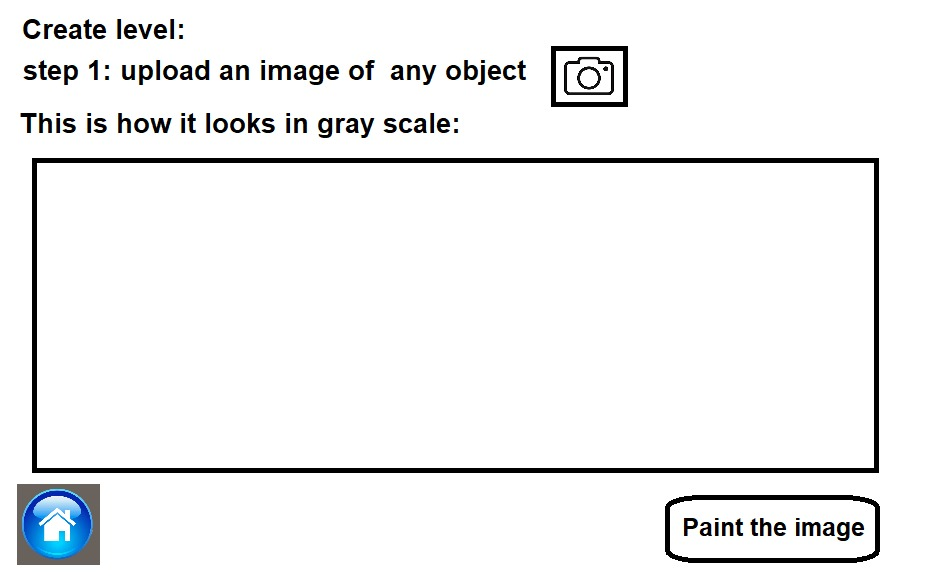 Create level:
step 1: upload an image of  any object
This is how it looks in gray scale:
Paint the image